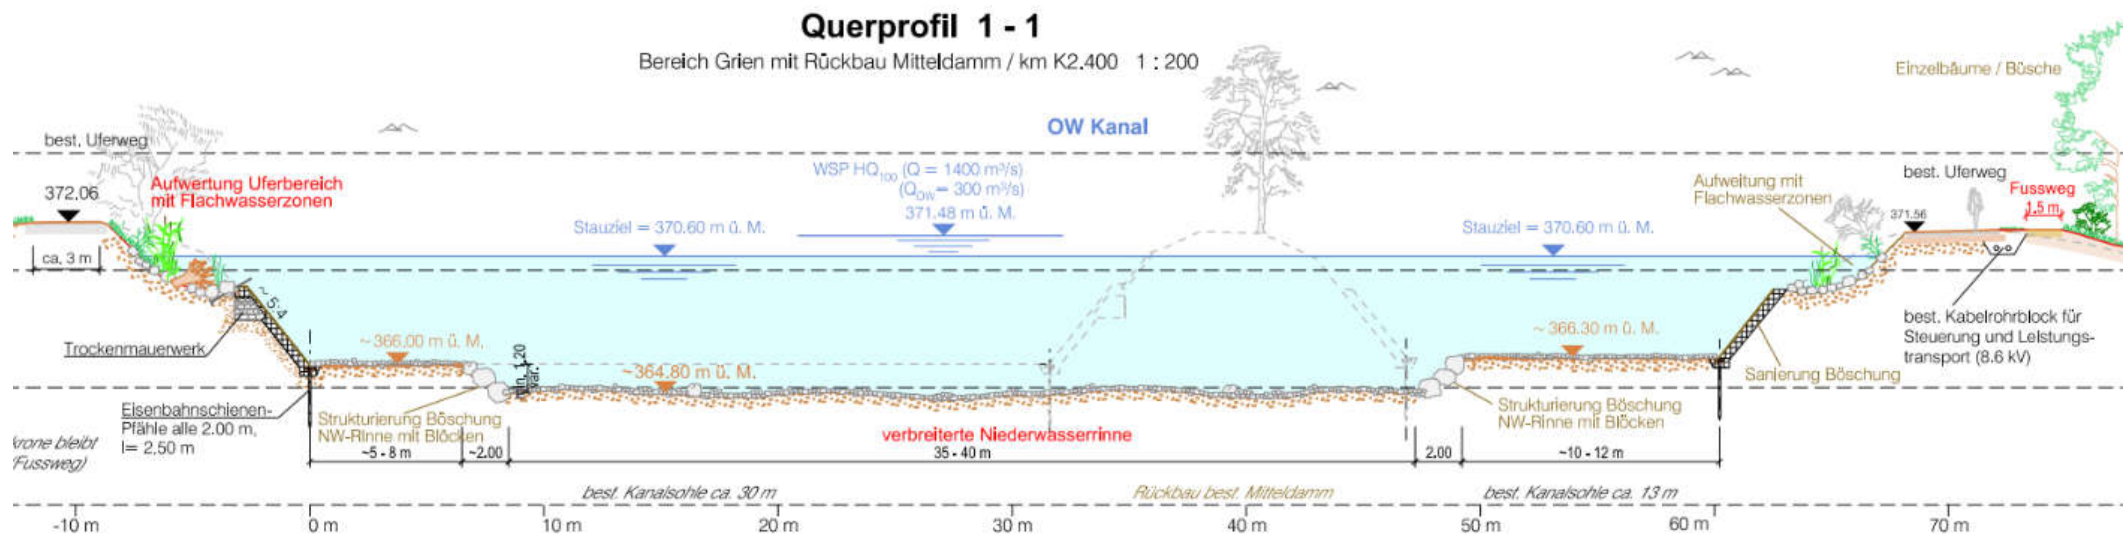 Querprofil 1 - 1
Bereich Grien mit Rückbau Mitteldamm / km K2.400 1 : 200
Einzelbäume / Büsche
OW Kanal
best. Uferweg
WSP HQ100 (Q = 1400 m³/s)
(QOW = 300 m³/s)
371.48 m ü. M.
Aufwertung Uferbereich
mit Flachwasserzonen
372.06
Aufweitung mit
Flachwasserzonen
best. Uferweg
Fussweg
1.5 m
371.56
Stauziel = 370.60 m ü. M.
Stauziel = 370.60 m ü. M.
ca. 3 m
~ 5:4
Trockenmauerwerk
~366.00 m ü. M.
1.20
var.
~364.80 m ü. M.
~ 366.30 m ü. M.
best. Kabelrohrblock für
Steuerung und Leistungs-
transport (8.6 kV)
Sanierung Böschung
Eisenbahnschienen-
Pfähle alle 2.00 m,
l= 2.50 m
Strukturierung Böschung
NW-Rinne mit Blöcken
Strukturierung Böschung
NW-Rinne mit Blöcken
verbreiterte Niederwasserrinne
krone bleibt
(Fussweg)
~5 - 8 m
~2.00
35 - 40 m
2.00
~10 - 12 m
best. Kanalsohle ca. 30 m
Rückbau best. Mitteldamm
best. Kanalsohle ca. 13 m
-10 m
0 m
10 m
20 m
30 m
40 m
50 m
60 m
70 m